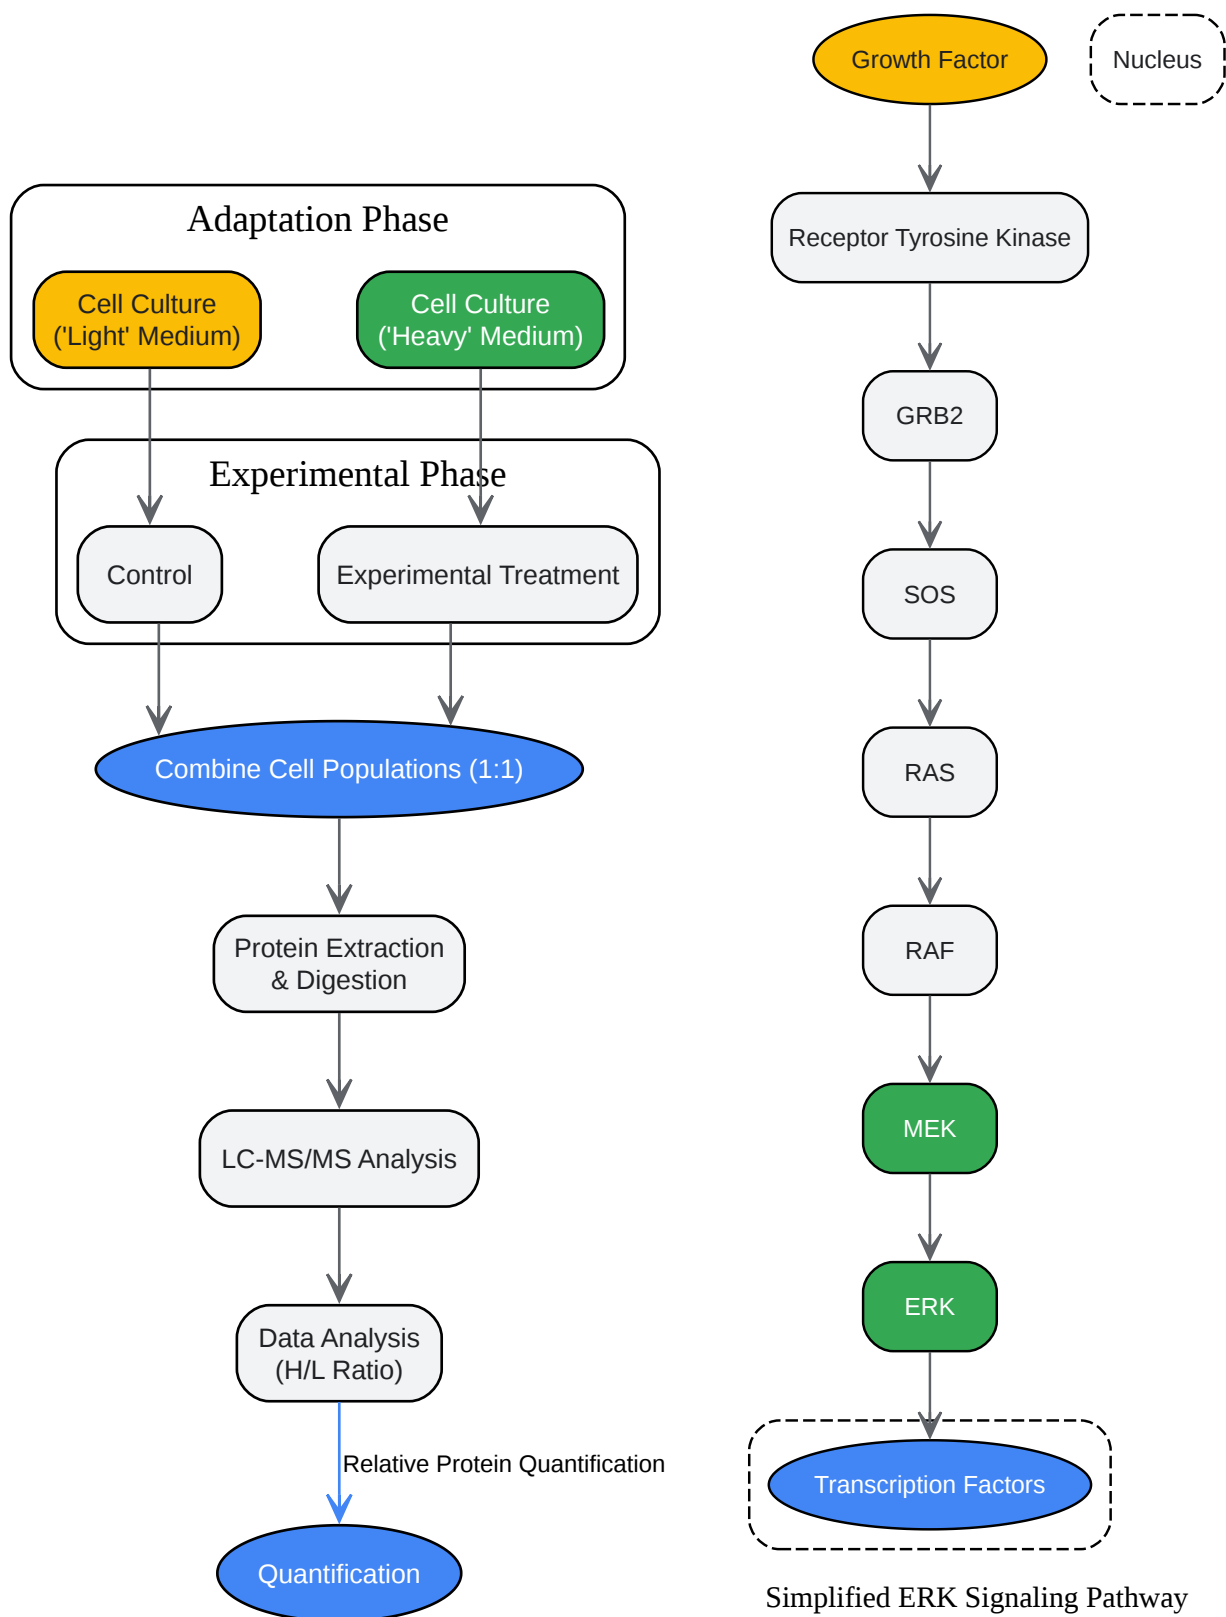 Adaptation Phase
Cell Culture
('Light' Medium)
Cell Culture
('Heavy' Medium)
Experimental Phase
Control
Experimental Treatment
Combine Cell Populations (1:1)
Protein Extraction
& Digestion
LC-MS/MS Analysis
Data Analysis
(H/L Ratio)
Relative Protein Quantification
Quantification
Growth Factor
Nucleus
Receptor Tyrosine Kinase
GRB2
SOS
RAS
RAF
MEK
ERK
Transcription Factors
Simplified ERK Signaling Pathway